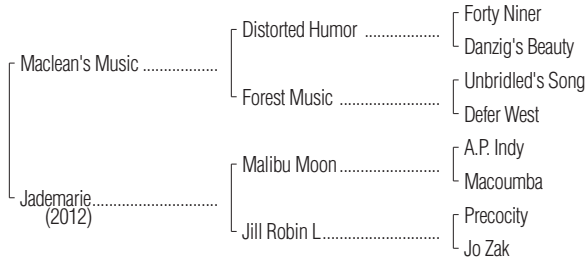 Forty Niner
Distorted Humor ..................
Danzig's Beauty
Maclean's Music ..................
Unbridled's Song
Forest Music ........................
Defer West
A.P. Indy
Malibu Moon ........................
Macoumba
Jademarie ..............................
(2012)
Precocity
Jill Robin L ............................
Jo Zak